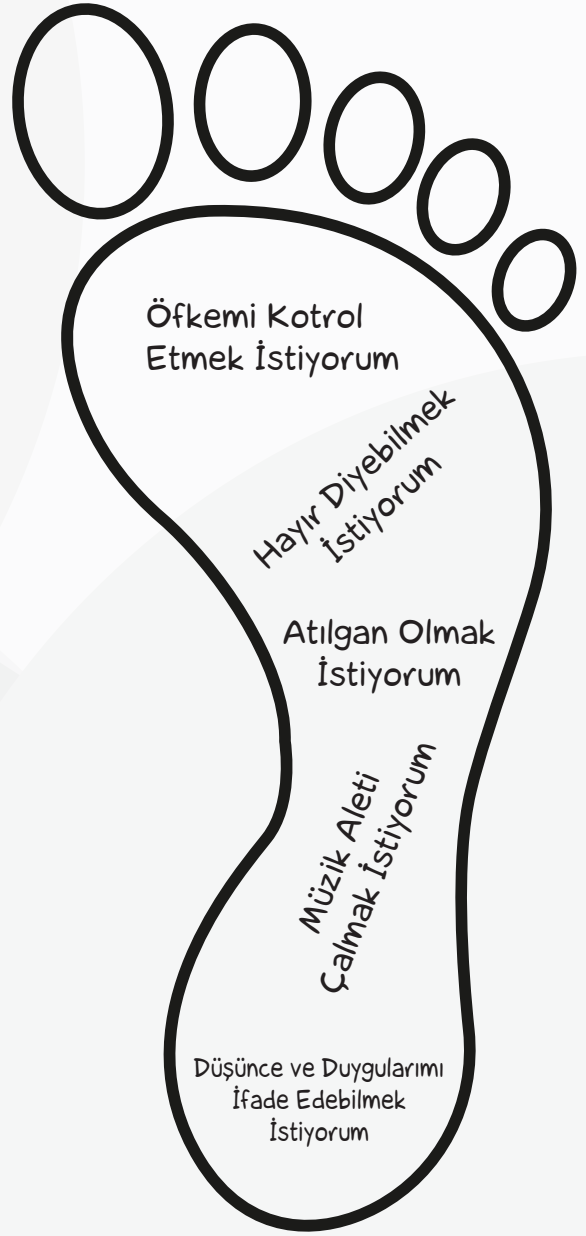 Öfkemi Kotrol
Etmek İstiyorum
Hayır Diyebilmek
İstiyorum
Atılgan Olmak
İstiyorum
Müzik Aleti
Çalmak İstiyorum
Düşünce ve Duygularımı
İfade Edebilmek
İstiyorum